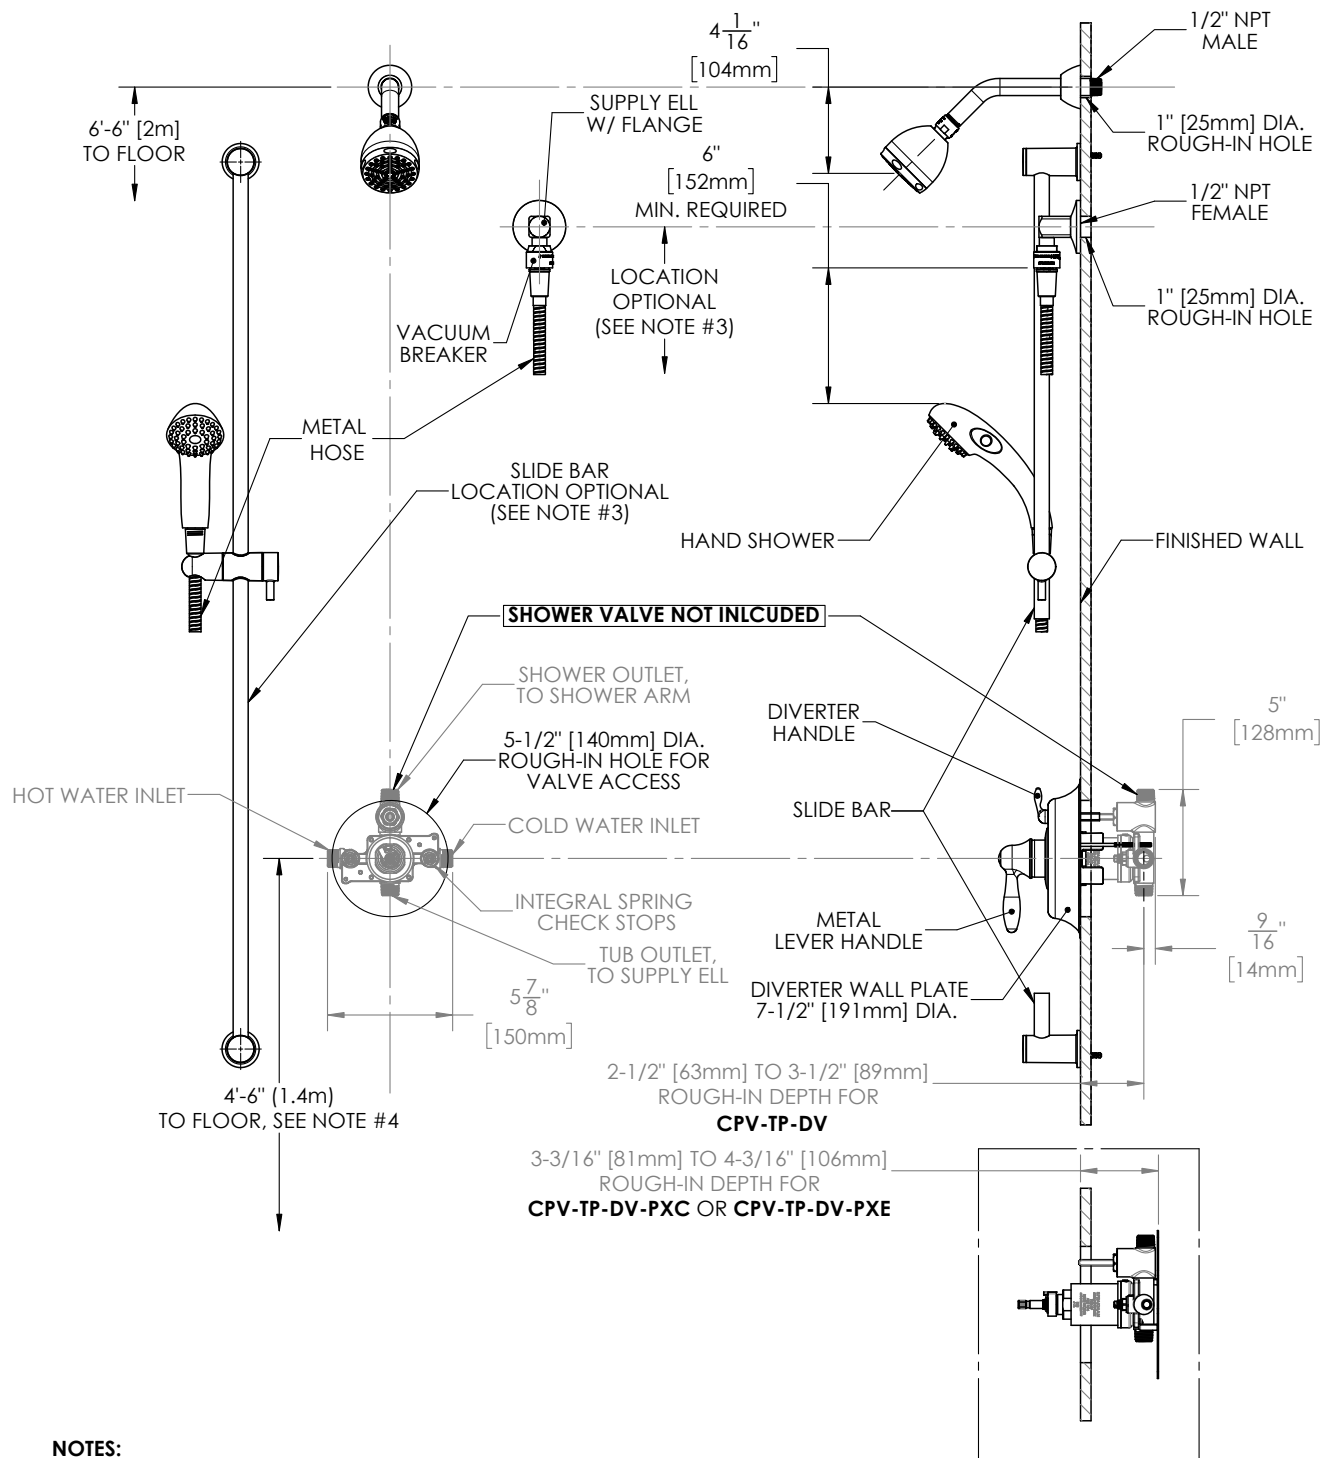 4 1/16"
[104mm]
1/2" NPT
MALE
6'-6" [2m]
TO FLOOR
SUPPLY ELL
W/ FLANGE
1" [25mm] DIA.
ROUGH-IN HOLE
6"
[152mm]
MIN. REQUIRED
1/2" NPT
FEMALE
LOCATION
OPTIONAL
(SEE NOTE #3)
1" [25mm] DIA.
ROUGH-IN HOLE
VACUUM
BREAKER
METAL
HOSE
SLIDE BAR
LOCATION OPTIONAL
(SEE NOTE #3)
HAND SHOWER
FINISHED WALL
SHOWER VALVE NOT INLCUDED
SHOWER OUTLET,
TO SHOWER ARM
DIVERTER
HANDLE
5"
[128mm]
5-1/2" [140mm] DIA.
ROUGH-IN HOLE FOR
VALVE ACCESS
HOT WATER INLET
COLD WATER INLET
SLIDE BAR
INTEGRAL SPRING
CHECK STOPS
METAL
LEVER HANDLE
9/16"
[14mm]
TUB OUTLET,
TO SUPPLY ELL
5 7/8"
[150mm]
DIVERTER WALL PLATE
7-1/2" [191mm] DIA.
2-1/2" [63mm] TO 3-1/2" [89mm]
ROUGH-IN DEPTH FOR
CPV-TP-DV
4'-6" (1.4m)
TO FLOOR, SEE NOTE #4
3-3/16" [81mm] TO 4-3/16" [106mm]
ROUGH-IN DEPTH FOR
CPV-TP-DV-PXC OR CPV-TP-DV-PXE
NOTES: